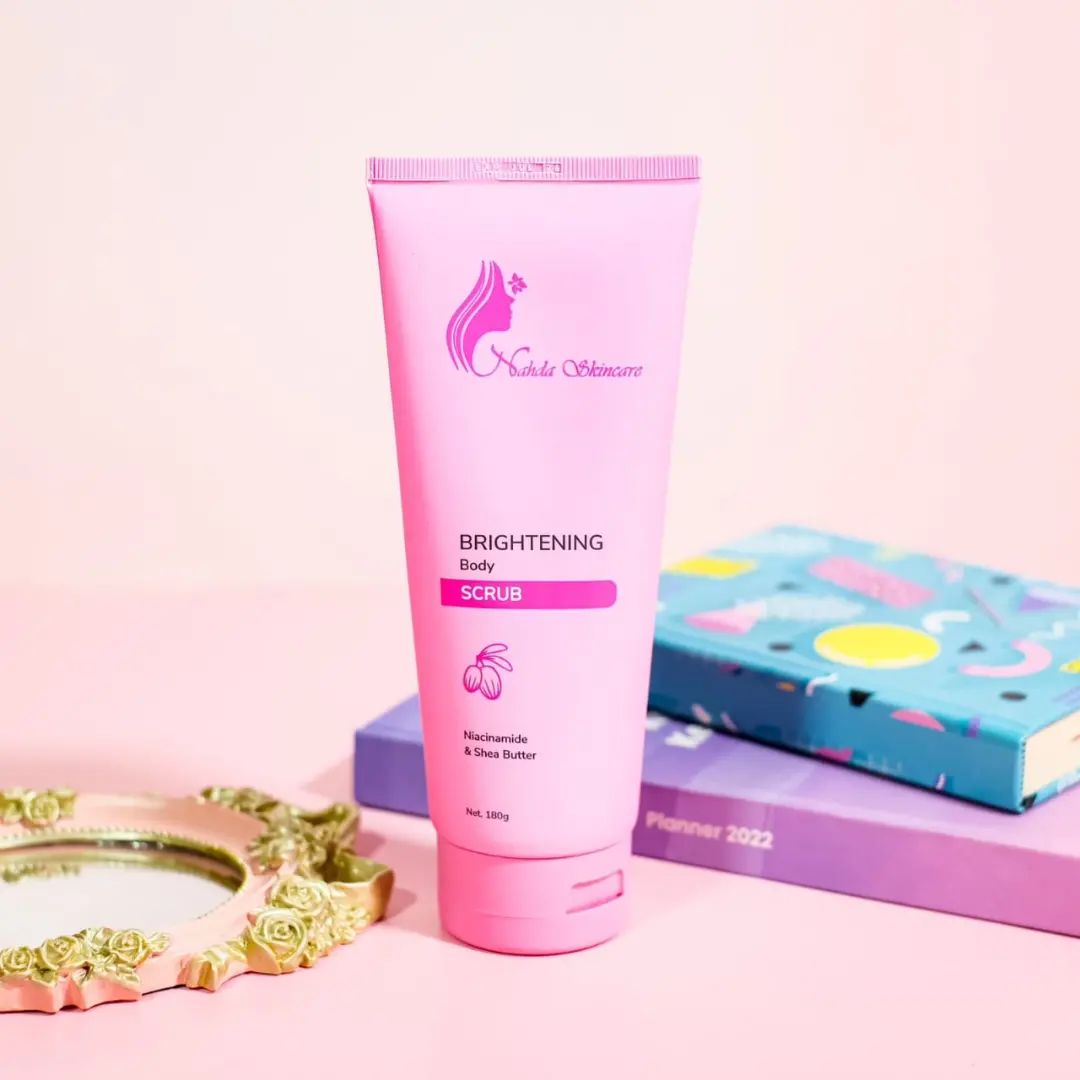 Nahda Skincare
BRIGHTENING
Body
SCRUB
Niacinamide
& Shea Butter
Net. 180g
Planner 2022